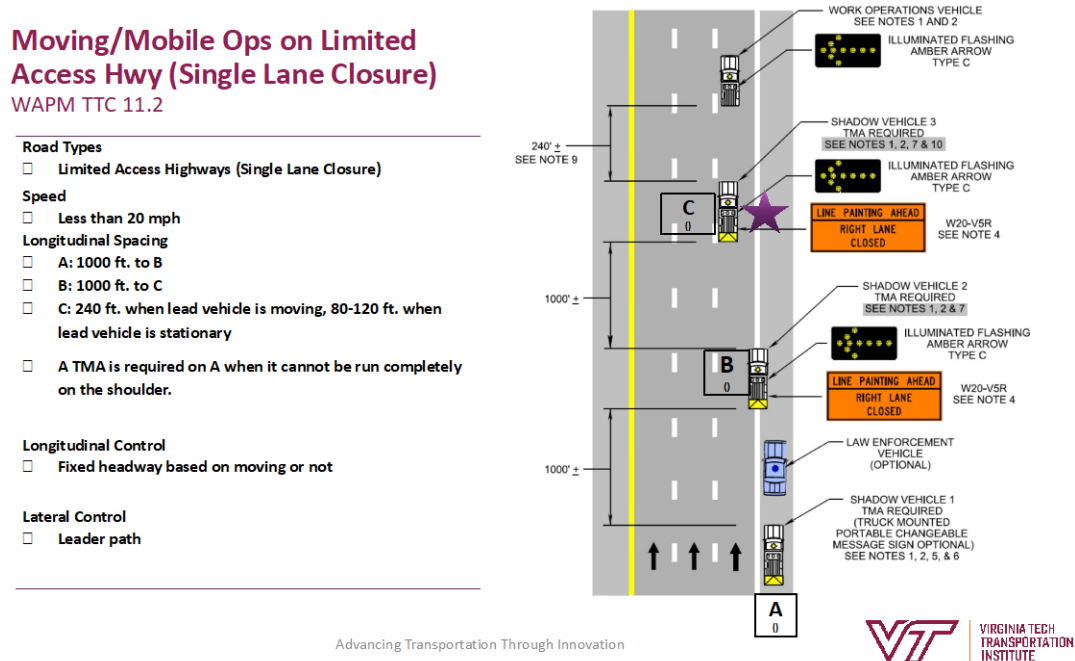 Moving/Mobile Ops on Limited
Access Hwy (Single Lane Closure)
WAPM TTC 11.2
Road Types
Limited Access Highways (Single Lane Closure)
Speed
Less than 20 mph
Longitudinal Spacing
A: 1000 ft. to B
B: 1000 ft. to C
C: 240 ft. when lead vehicle is moving, 80-120 ft. when
lead vehicle is stationary
A TMA is required on A when it cannot be run completely
on the shoulder.
Longitudinal Control
Fixed headway based on moving or not
Lateral Control
Leader path
WORK OPERATIONS VEHICLE
SEE NOTES 1 AND 2
ILLUMINATED FLASHING
AMBER ARROW
TYPE C
240' ±
SEE NOTE 9
SHADOW VEHICLE 3
TMA REQUIRED
SEE NOTES 1, 2, 7 & 10
ILLUMINATED FLASHING
AMBER ARROW
TYPE C
C
()
LINE PAINTING AHEAD
RIGHT LANE
CLOSED
W20-V5R
SEE NOTE 4
1000' ±
SHADOW VEHICLE 2
TMA REQUIRED
SEE NOTES 1, 2 & 7
ILLUMINATED FLASHING
AMBER ARROW
TYPE C
B
()
LINE PAINTING AHEAD
RIGHT LANE
CLOSED
W20-V5R
SEE NOTE 4
1000' ±
LAW ENFORCEMENT
VEHICLE
(OPTIONAL)
SHADOW VEHICLE 1
TMA REQUIRED
(TRUCK MOUNTED
PORTABLE CHANGEABLE
MESSAGE SIGN OPTIONAL)
SEE NOTES 1, 2, 5, & 6
A
()
Advancing Transportation Through Innovation
VT
VIRGINIA TECH
TRANSPORTATION
INSTITUTE